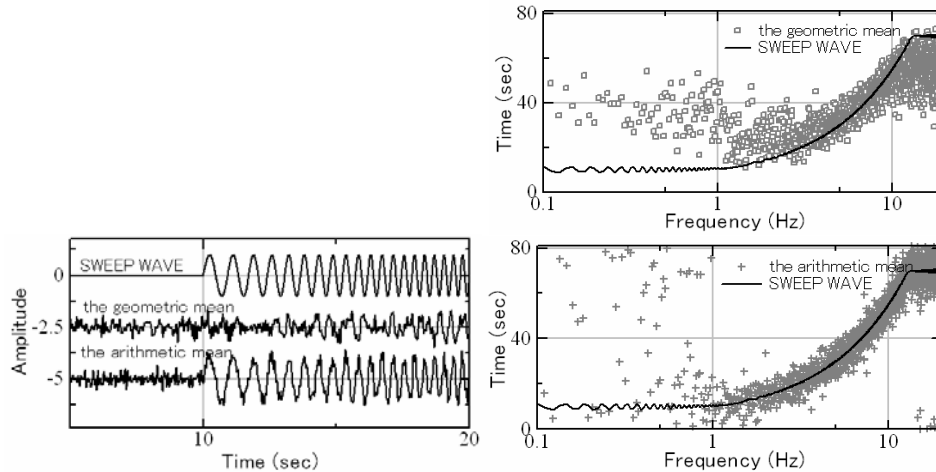 80
40
0
Time (sec)
the geometric mean
SWEEP WAVE
0.1
1
10
Frequency (Hz)
0
-2.5
-5
Amplitude
SWEEP WAVE
the geometric mean
the arithmetic mean
10
20
Time (sec)
80
40
0
Time (sec)
the arithmetic mean
SWEEP WAVE
0.1
1
10
Frequency (Hz)